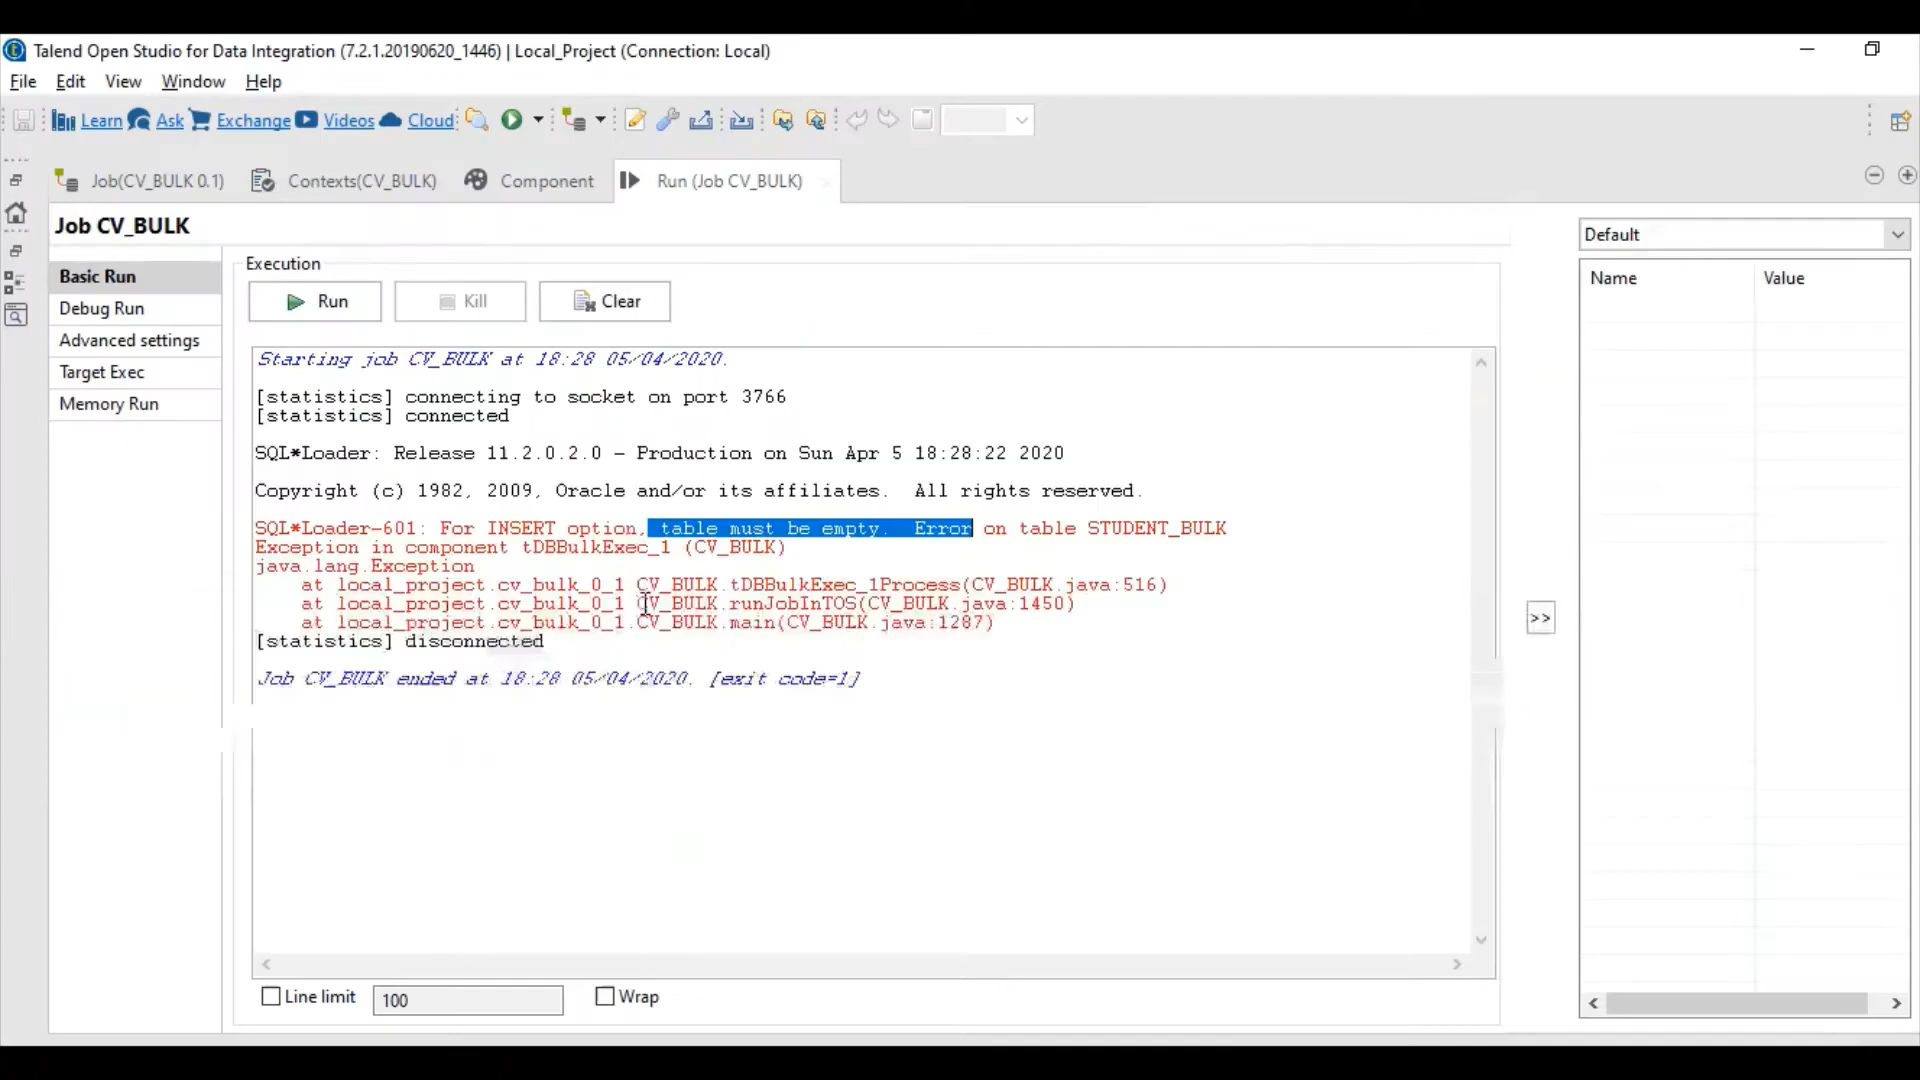 Talend Open Studio for Data Integration (7.2.1.20190620_1446) | Local_Project (Connection: Local)
File Edit View Window Help
Learn Ask Exchange Videos Cloud
Job(CV_BULK 0.1) Contexts(CV_BULK) Component Run (Job CV_BULK)
Job CV_BULK
Default
Basic Run
Debug Run
Advanced settings
Target Exec
Memory Run
Execution
Run Kill Clear
Name Value
Starting job CV_BULK at 18:28 05/04/2020.
[statistics] connecting to socket on port 3766
[statistics] connected
SQL*Loader: Release 11.2.0.2.0 - Production on Sun Apr 5 18:28:22 2020
Copyright (c) 1982, 2009, Oracle and/or its affiliates.  All rights reserved.
SQL*Loader-601: For INSERT option, table must be empty.  Error on table STUDENT_BULK
Exception in component tDBBulkExec_1 (CV_BULK)
java.lang.Exception
at local_project.cv_bulk_0_1 CV_BULK.tDBBulkExec_1Process(CV_BULK.java:516)
at local_project.cv_bulk_0_1 CV_BULK.runJobInTOS(CV_BULK.java:1450)
at local_project.cv_bulk_0_1.CV_BULK.main(CV_BULK.java:1287)
[statistics] disconnected
Job CV_BULK ended at 18:28 05/04/2020. [exit code=1]
>>
Line limit 100 Wrap